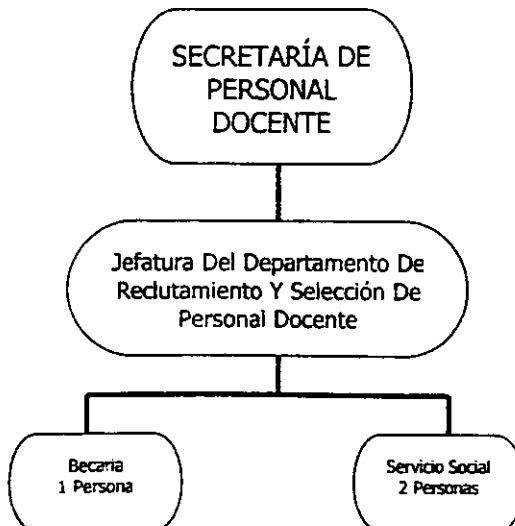 SECRETARÍA DE
PERSONAL
DOCENTE
Jefatura Del Departamento De
Reclutamiento Y Selección De
Personal Docente
Becaria
1 Persona
Servicio Social
2 Personas